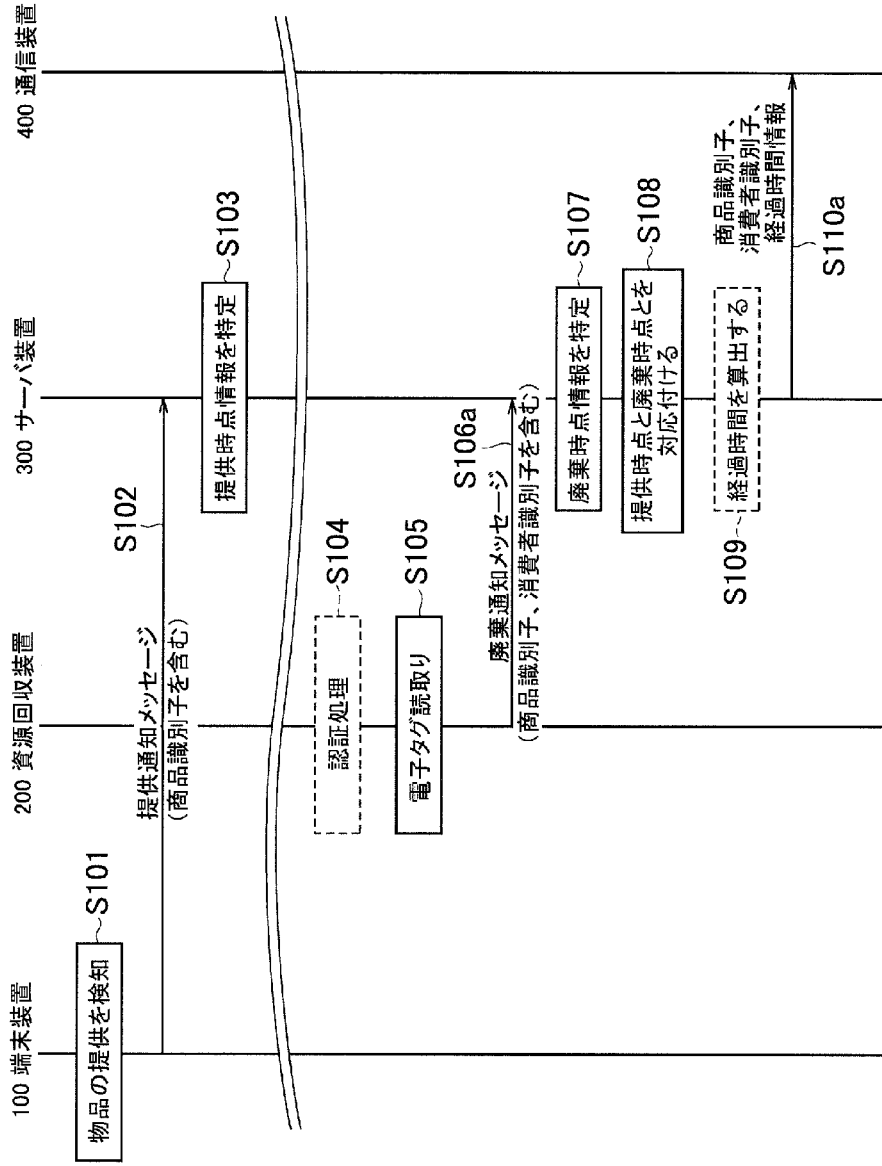 100 端末装置
200 資源回収装置
300 サーバ装置
400 通信装置
物品の提供を検知
S101
提供通知メッセージ
（商品識別子を含む）
S102
提供時点情報を特定
S103
認証処理
S104
電子タグ読取り
S105
廃棄通知メッセージ
（商品識別子、消費者識別子を含む）
S106a
廃棄時点情報を特定
S107
提供時点と廃棄時点とを
対応付ける
S108
経過時間を算出する
S109
商品識別子、
消費者識別子、
経過時間情報
S110a